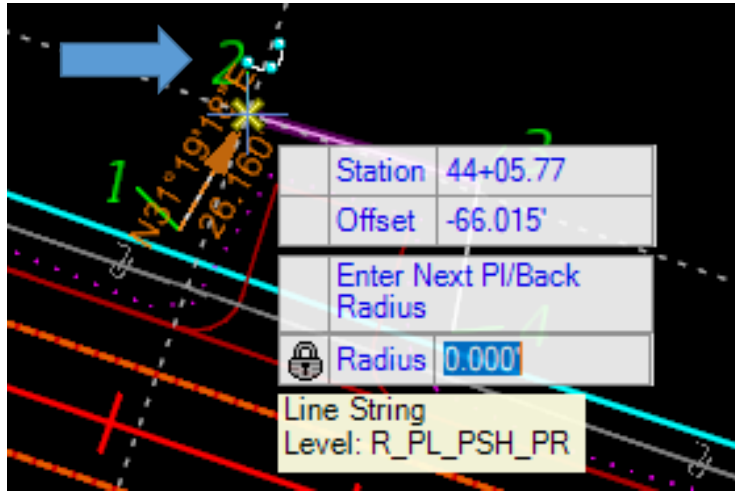 2
1
N31°19'18"E
26.160'
Station 44+05.77
Offset -66.015'
Enter Next PI/Back
Radius
Radius 0.000'
Line String
Level: R_PL_PSH_PR